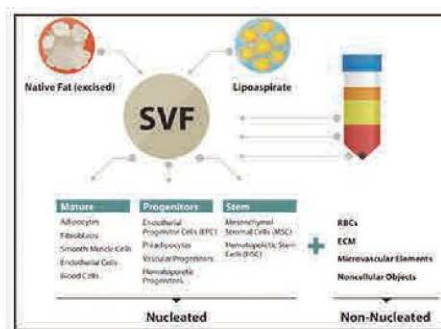 Native Fat (excised)
Lipoaspirate
SVF
Mature
Adipocytes
Fibroblasts
Smooth Muscle Cells
Endothelial Cells
Blood Cells
Progenitors
Endothelial
Progenitor Cells (EPC)
Preadipocytes
Vascular Progenitors
Hematopoietic
Progenitors
Stem
Mesenchymal
Stromal Cells (MSC)
Hematopoietic Stem
Cells (HSC)
+
RBCs
ECM
Microvascular Elements
Noncellular Objects
Nucleated
Non-Nucleated